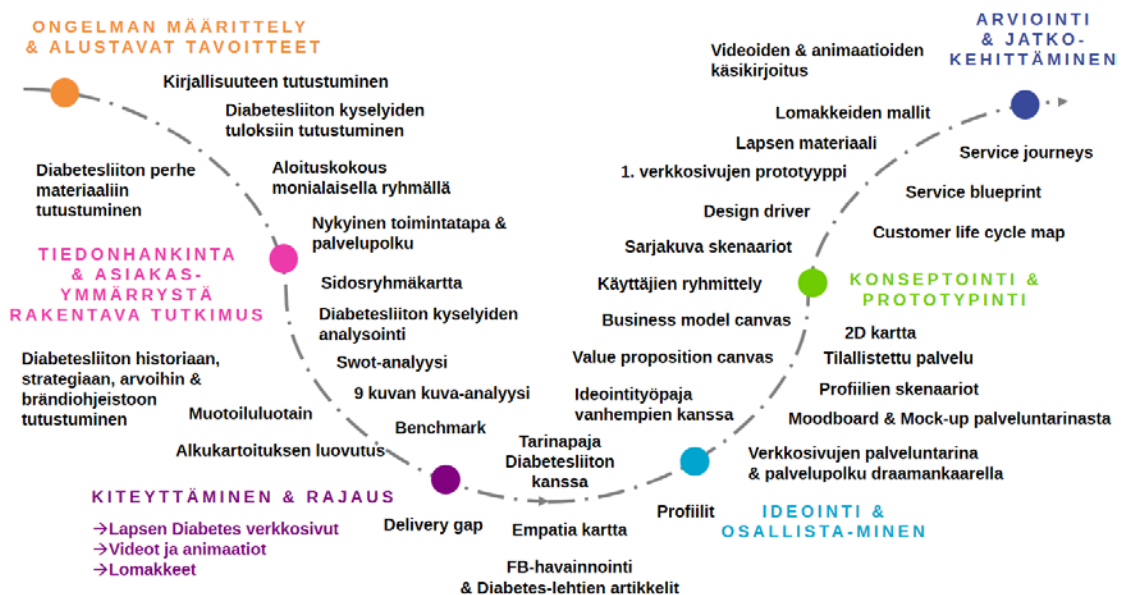 ONGELMAN MÄÄRITTELY
& ALUSTAVAT TAVOITTEET
Kirjallisuuteen tutustuminen
Diabetesliiton kyselyiden
tuloksiin tutustuminen
Diabetesliiton perhe
materiaaliin
tutustuminen
Aloituskokous
monialaisella ryhmällä
Nykyinen toimintatapa &
palvelupolku
TIEDONHANKINTA
& ASIAKAS-
YMMÄRRYSTÄ
RAKENTAVA TUTKIMUS
Sidosryhmäkartta
Diabetesliiton kyselyiden
analysointi
Swot-analyysi
Diabetesliiton historiaan,
strategiaan, arvoihin &
brändiohjeistoon
tutustuminen
9 kuvan kuva-analyysi
Muotoiluluotain
Benchmark
Alkukartoituksen luovutus
KITEYTTÄMINEN & RAJAUS
→Lapsen Diabetes verkkosivut
→Videot ja animaatiot
→Lomakkeet
Delivery gap
Tarinapaja
Diabetesliiton
kanssa
Empatia kartta
FB-havainnointi
& Diabetes-lehtien artikkelit
Profiilit
IDEOINTI &
OSALLISTA-MINEN
Verkkosivujen palveluntarina
& palvelupolku draamankaarella
Moodboard & Mock-up palveluntarinasta
Profiilien skenaariot
Tilallistettu palvelu
2D kartta
Ideointityöpaja
vanhempien kanssa
Value proposition canvas
Business model canvas
Käyttäjien ryhmittely
KONSEPTOINTI &
PROTOTYPINTI
Sarjakuva skenaariot
Design driver
1. verkkosivujen prototyyppi
Lapsen materiaali
Lomakkeiden mallit
Videoiden & animaatioiden
käsikirjoitus
Customer life cycle map
Service blueprint
Service journeys
ARVIOINTI
& JATKO-
KEHITTÄMINEN